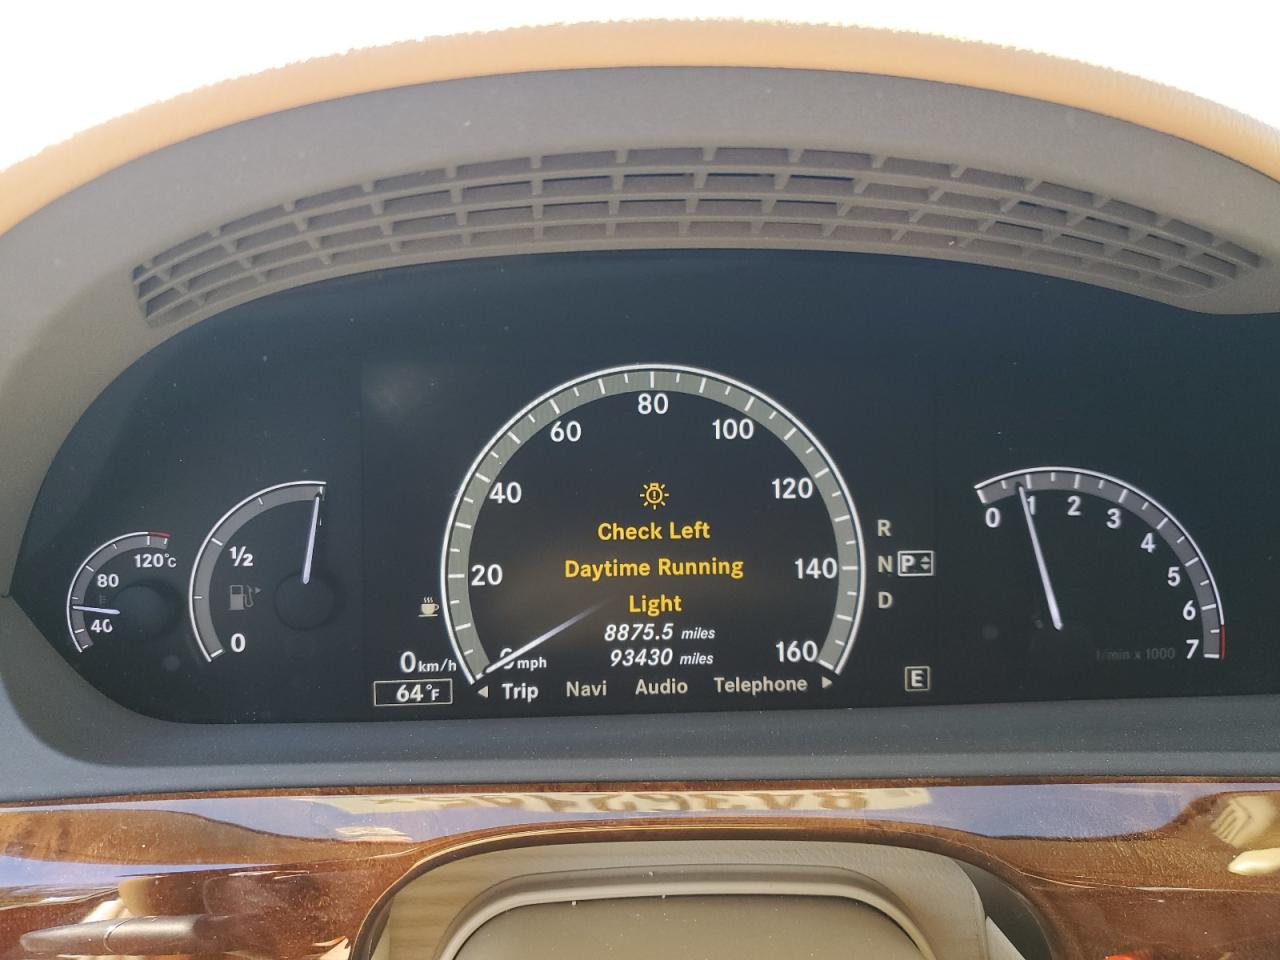 120°C
80
40
½
0
80
60
100
40
120
20
140
160
mph
Check Left
Daytime Running
Light
8875.5 miles
93430 miles
0 km/h
64°F
Trip Navi Audio Telephone
R
N P
D
E
0
1
2
3
4
5
6
7
1/min x 1000